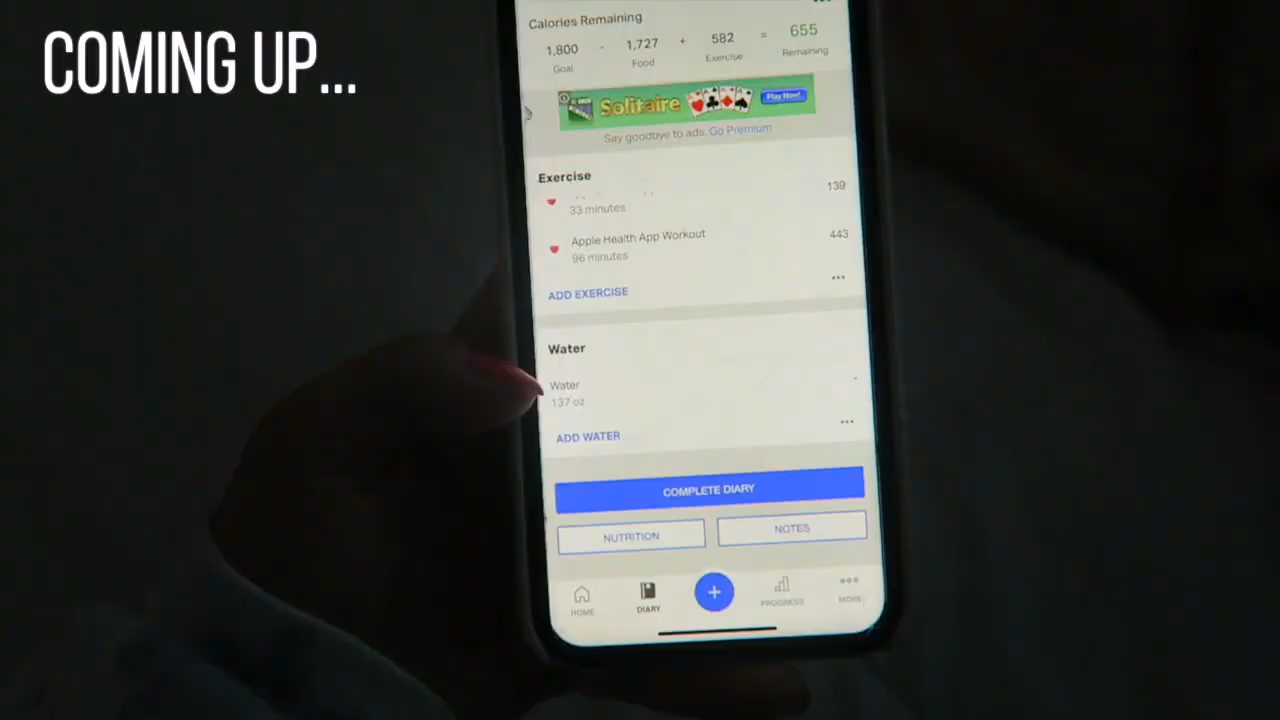 COMING UP...
Calories Remaining
1,800 - 1,727 + 582 = 655
Goal Food Exercise Remaining
Solitaire Play Now!
Say goodbye to ads. Go Premium
Exercise
139
33 minutes
Apple Health App Workout 443
96 minutes
ADD EXERCISE
Water
Water -
137 oz
ADD WATER
COMPLETE DIARY
NUTRITION NOTES
HOME DIARY + PROGRESS MORE